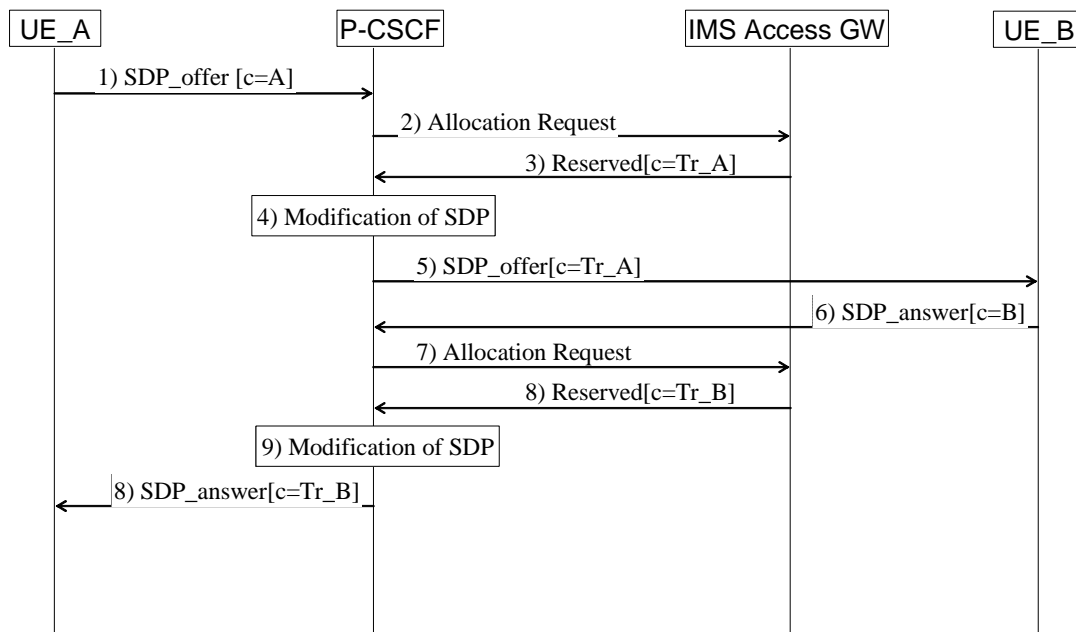 UE_A
P-CSCF
IMS Access GW
UE_B
1) SDP_offer [c=A]
2) Allocation Request
3) Reserved[c=Tr_A]
4) Modification of SDP
5) SDP_offer[c=Tr_A]
6) SDP_answer[c=B]
7) Allocation Request
8) Reserved[c=Tr_B]
9) Modification of SDP
8) SDP_answer[c=Tr_B]